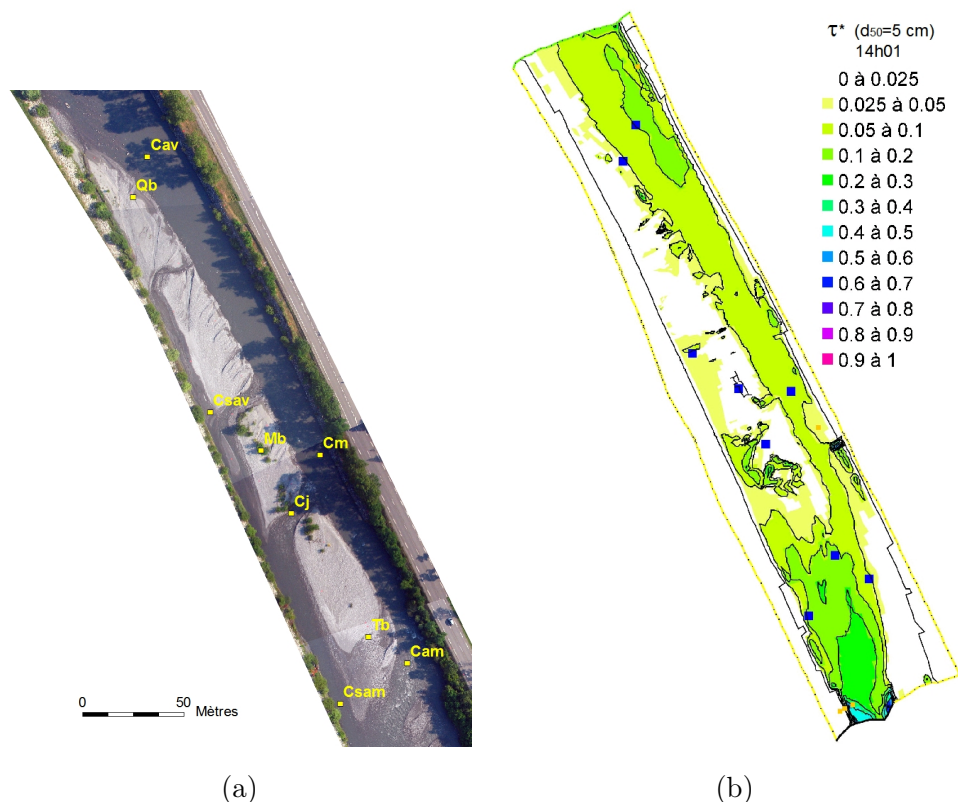 Cav
Qb
Csav
Mb
Cm
Cj
Tb
Cam
Csam
0 50 Mètres
(a)
τ* (d50=5 cm)
14h01
0 à 0.025
0.025 à 0.05
0.05 à 0.1
0.1 à 0.2
0.2 à 0.3
0.3 à 0.4
0.4 à 0.5
0.5 à 0.6
0.6 à 0.7
0.7 à 0.8
0.8 à 0.9
0.9 à 1
(b)